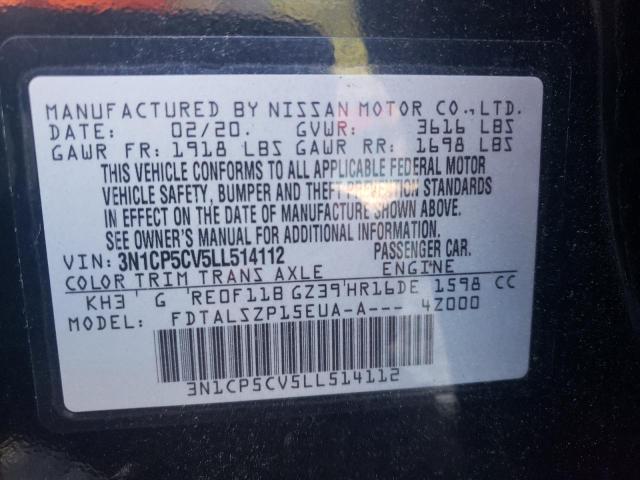 MANUFACTURED BY NISSAN MOTOR CO.,LTD.
DATE: 02/20. GVWR: 3616 LBS
GAWR FR: 1918 LBS GAWR RR: 1698 LBS
THIS VEHICLE CONFORMS TO ALL APPLICABLE FEDERAL MOTOR
VEHICLE SAFETY, BUMPER AND THEFT PREVENTION STANDARDS
IN EFFECT ON THE DATE OF MANUFACTURE SHOWN ABOVE.
SEE OWNER'S MANUAL FOR ADDITIONAL INFORMATION.
VIN: 3N1CP5CV5LL514112 PASSENGER CAR.
COLOR TRIM TRANS AXLE ENGINE
KH3 G RE0F11B GZ39 HR16DE 1598 CC
MODEL: FDTALSZP15EUA-A--- 4Z000
3N1CP5CV5LL514112